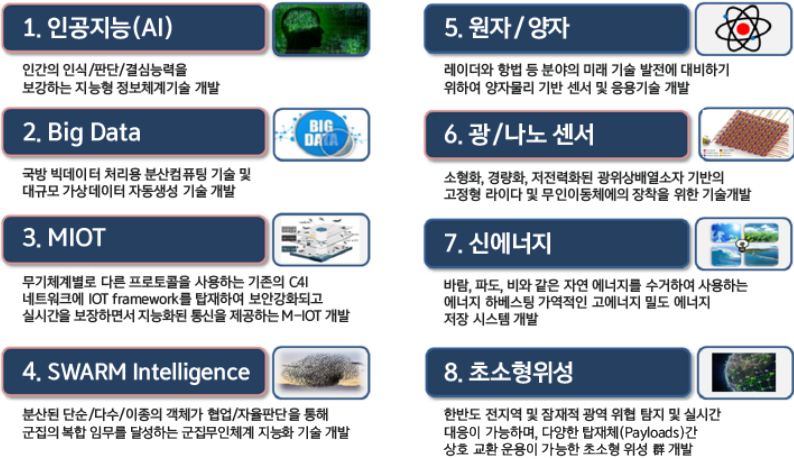 1. 인공지능(AI)
인간의 인식/판단/결심능력을
보강하는 지능형 정보체계기술 개발
2. Big Data
BIG
DATA
국방 빅데이터 처리용 분산컴퓨팅 기술 및
대규모 가상데이터 자동생성 기술 개발
3. MIOT
무기체계별로 다른 프로토콜을 사용하는 기존의 C4I
네트워크에 IOT framework를 탑재하여 보안강화되고
실시간을 보장하면서 지능화된 통신을 제공하는 M-IOT 개발
4. SWARM Intelligence
분산된 단순/다수/이종의 객체가 협업/자율판단을 통해
군집의 복합 임무를 달성하는 군집무인체계 지능화 기술 개발
5. 원자/양자
레이더와 항법 등 분야의 미래 기술 발전에 대비하기
위하여 양자물리 기반 센서 및 응용기술 개발
6. 광/나노 센서
소형화, 경량화, 저전력화된 광위상배열소자 기반의
고정형 라이다 및 무인이동체에의 장착을 위한 기술개발
7. 신에너지
바람, 파도, 비와 같은 자연 에너지를 수거하여 사용하는
에너지 하베스팅 가역적인 고에너지 밀도 에너지
저장 시스템 개발
8. 초소형위성
한반도 전지역 및 잠재적 광역 위협 탐지 및 실시간
대응이 가능하며, 다양한 탑재체(Payloads)간
상호 교환 운용이 가능한 초소형 위성 群 개발